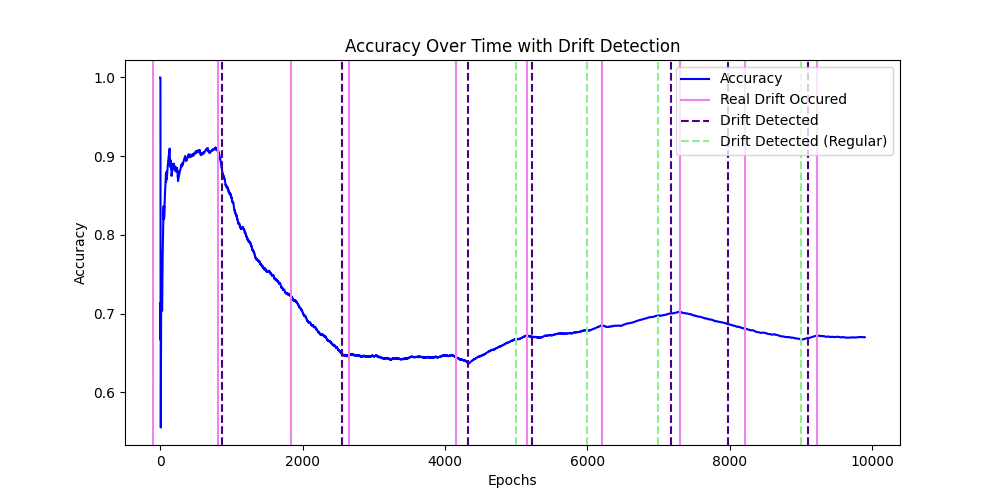 Accuracy Over Time with Drift Detection
Accuracy
Real Drift Occured
Drift Detected
Drift Detected (Regular)
1.0
0.9
0.8
0.7
0.6
Accuracy
0
2000
4000
6000
8000
10000
Epochs